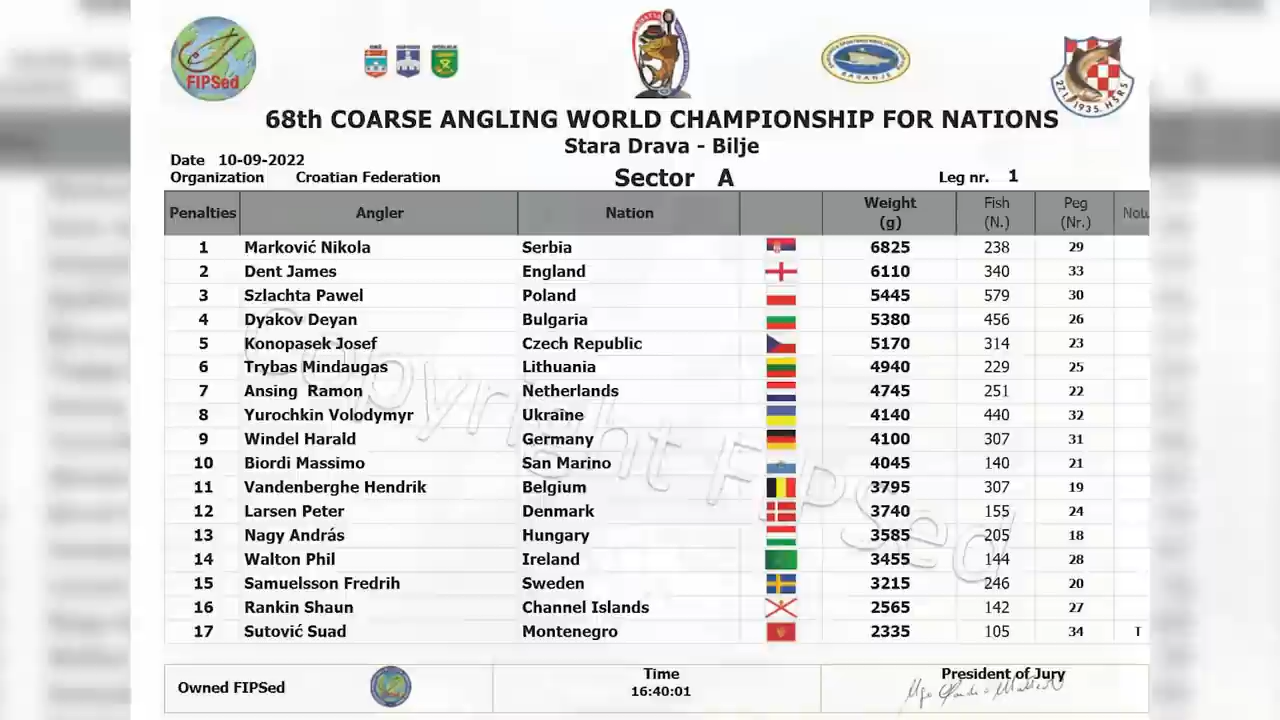 FIPSed
BARANJE
22.1.1935. HŠRS
68th COARSE ANGLING WORLD CHAMPIONSHIP FOR NATIONS
Stara Drava - Bilje
Date 10-09-2022
Organization Croatian Federation Sector A Leg nr. 1
Penalties Angler Nation Weight (g) Fish (N.) Peg (Nr.)
1 Marković Nikola Serbia 6825 238 29
2 Dent James England 6110 340 33
3 Szlachta Pawel Poland 5445 579 30
4 Dyakov Deyan Bulgaria 5380 456 26
5 Konopasek Josef Czech Republic 5170 314 23
6 Trybas Mindaugas Lithuania 4940 229 25
7 Ansing Ramon Netherlands 4745 251 22
8 Yurochkin Volodymyr Ukraine 4140 440 32
9 Windel Harald Germany 4100 307 31
10 Biordi Massimo San Marino 4045 140 21
11 Vandenberghe Hendrik Belgium 3795 307 19
12 Larsen Peter Denmark 3740 155 24
13 Nagy András Hungary 3585 205 18
14 Walton Phil Ireland 3455 144 28
15 Samuelsson Fredrih Sweden 3215 246 20
16 Rankin Shaun Channel Islands 2565 142 27
17 Sutović Suad Montenegro 2335 105 34 T
Copyright FIPSed
Owned FIPSed Time President of Jury
16:40:01